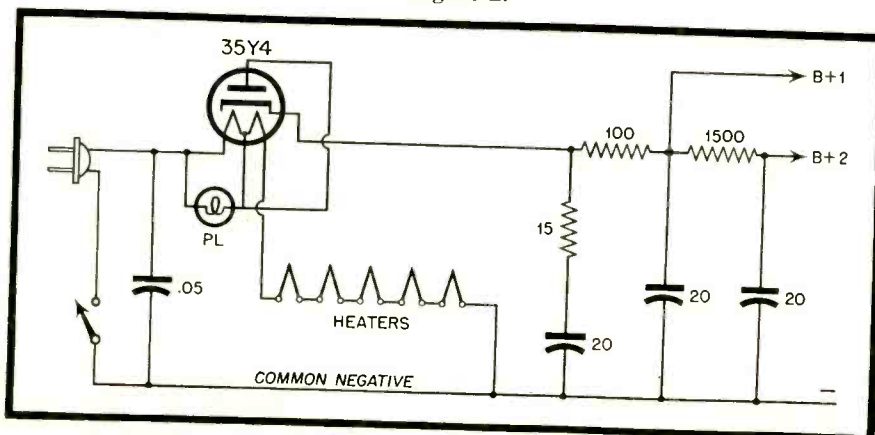 35Y4
B+1
100
1500
B+2
PL
15
.05
20
20
HEATERS
20
COMMON NEGATIVE
−